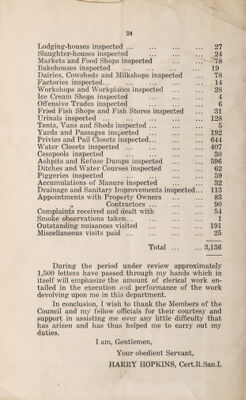 24
Lodging-houses inspected ... ... ... 27
Slaughter-houses inspected ... ... 24
Markets and Food Shops inspected ... 78
Bakehouses inspected ... ... ... 19
Dairies, Cowsheds and Milkshops inspected ... 78
Factories inspected... ... ... ... 14
Workshops and Workplaces inspected ... 28
Ice Cream Shops inspected ... ... 4
Offensive Trades inspected ... ... 6
Fried Fish Shops and Fish Stores inspected ... 31
Urinals inspected ... ... ... ... 128
Tents, Vans and Sheds inspected ... ... 5
Yards and Passages inspected ... ... 192
Privies and Pail Closets inspected... ... 644
Water Closets inspected ... ... ... 407
Cesspools inspected ... ... ... 30
Ashpits and Refuse Dumps inspected ... 596
Ditches and Water Courses inspected ... 62
Piggeries inspected ... ... ... 59
Accumulations of Manure inspected ... 32
Drainage and Sanitary Improvements inspected... 113
Appointments with Property Owners ... 83
" Contractors ... ... 90
Complaints received and dealt with ... 54
Smoke observations taken... ... ... 1
Outstanding nuisances visited ... ... 191
Miscellaneous visits paid ... ... ... 25
Total ... ... 3,136
During the period under review approximately
1,500 letters have passed through my hands which in
itself will emphasize the amount of clerical work en-
tailed in the execution and performance of the work
devolving upon me in this department.
In conclusion, I wish to thank the Members of the
Council and my fellow officials for their courtesy and
support in assisting me over any little difficulty that
has arisen and has thus helped me to carry out my
duties.
I am, Gentlemen,
Your obedient Servant,
HARRY HOPKINS, Cert.R.San.I.